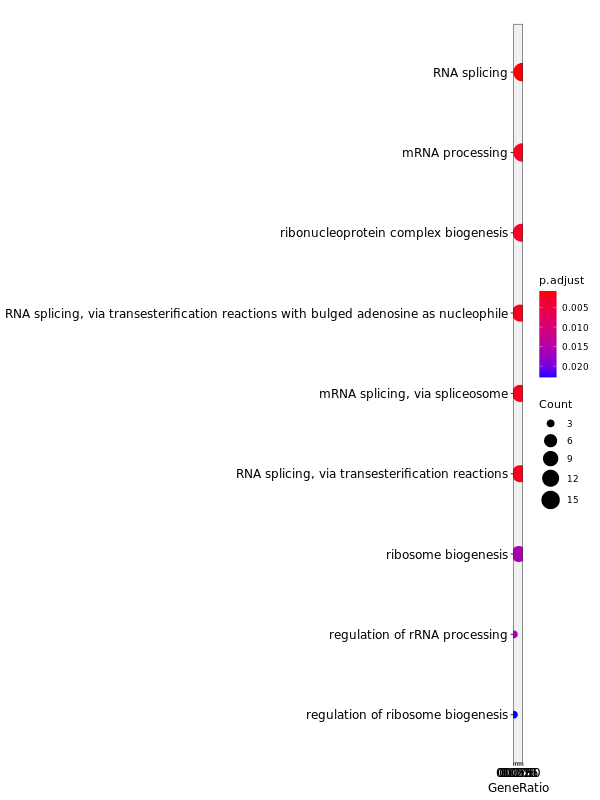 RNA splicing
mRNA processing
ribonucleoprotein complex biogenesis
RNA splicing, via transesterification reactions with bulged adenosine as nucleophile
mRNA splicing, via spliceosome
RNA splicing, via transesterification reactions
ribosome biogenesis
regulation of rRNA processing
regulation of ribosome biogenesis
GeneRatio
p.adjust
0.005
0.010
0.015
0.020
Count
3
6
9
12
15